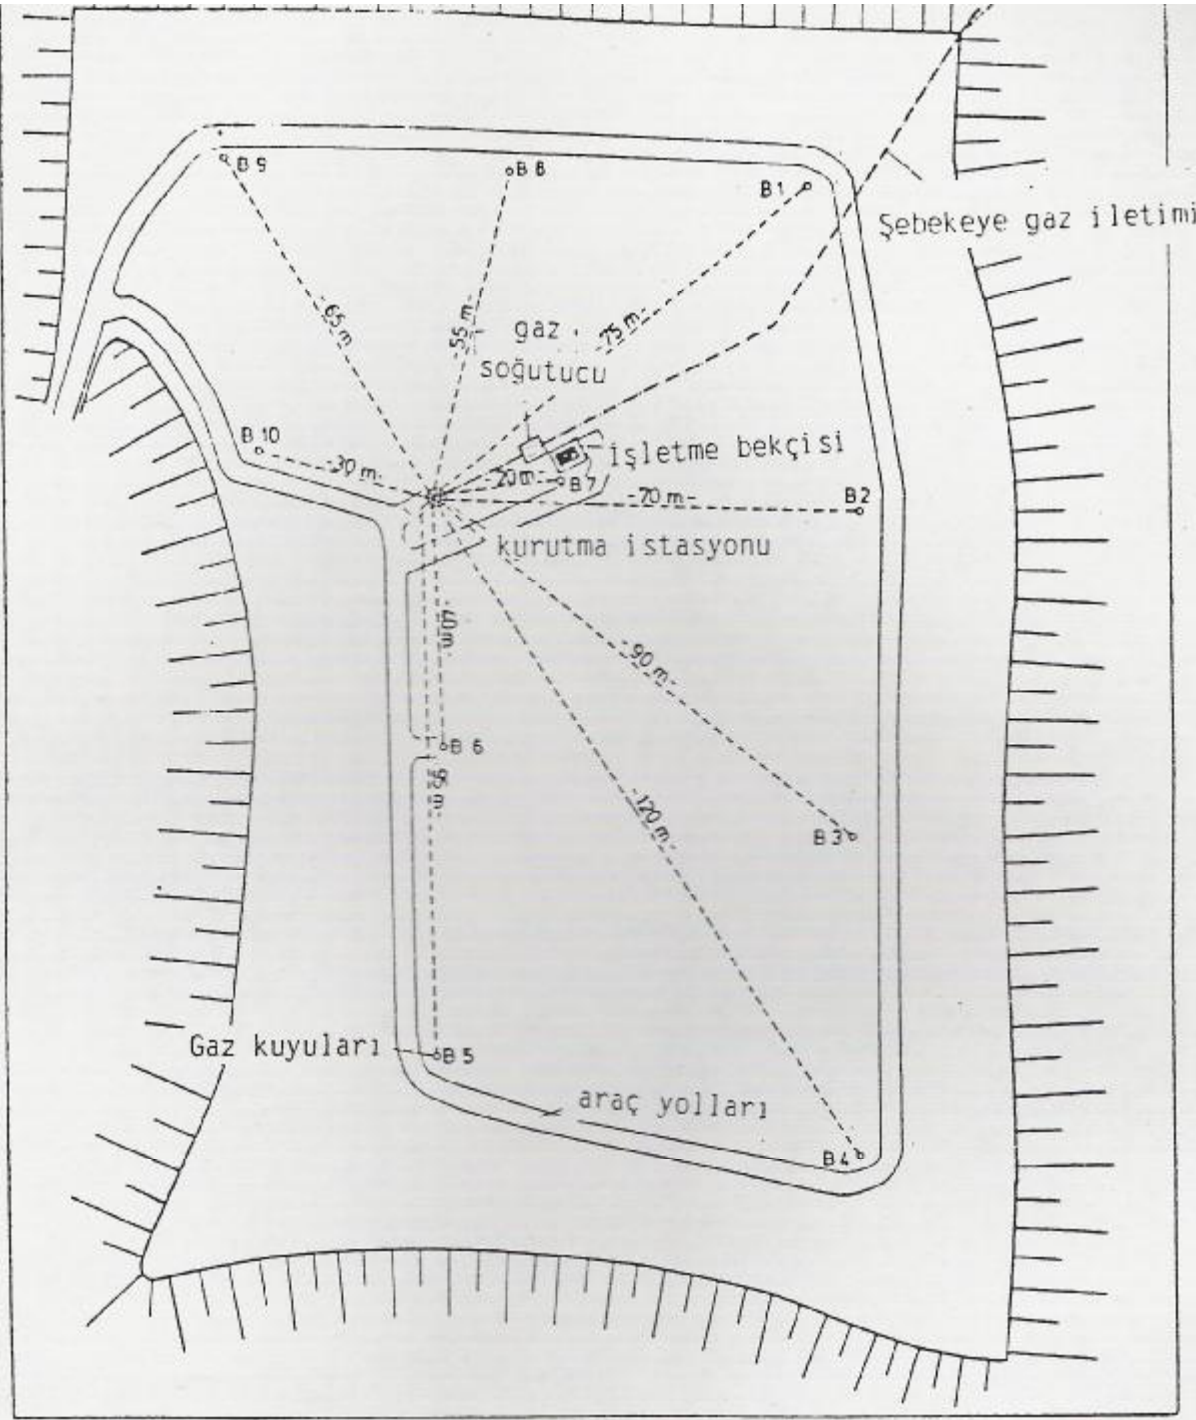 B 9
B 8
B1
Şebekeye gaz iletimi
-65 m
-55 m-
-75 m-
gaz
soğutucu
B 10
işletme bekçisi
-30 m-
-20 m-
B 7
-70 m-
B2
kurutma istasyonu
-90 m-
B 6
-120 m-
B 3
Gaz kuyuları
B 5
araç yolları
B4